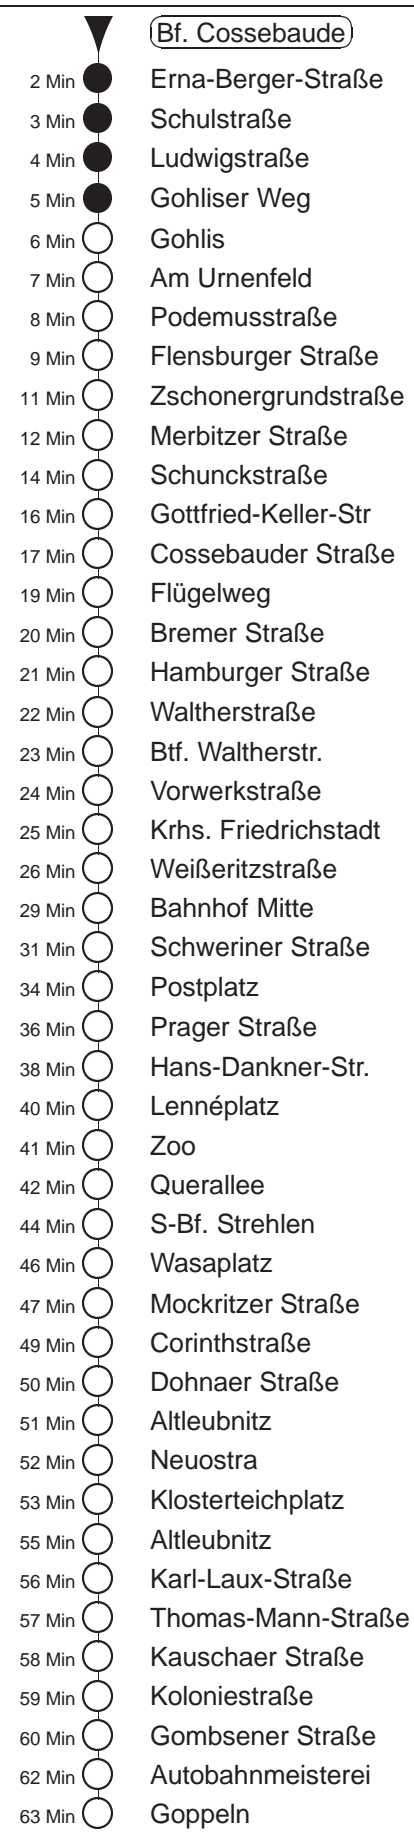 Bf. Cossebaude
2 Min Erna-Berger-Straße
3 Min Schulstraße
4 Min Ludwigstraße
5 Min Gohliser Weg
6 Min Gohlis
7 Min Am Urnenfeld
8 Min Podemusstraße
9 Min Flensburger Straße
11 Min Zschonergrundstraße
12 Min Merbitzer Straße
14 Min Schunckstraße
16 Min Gottfried-Keller-Str
17 Min Cossebauder Straße
19 Min Flügelweg
20 Min Bremer Straße
21 Min Hamburger Straße
22 Min Waltherstraße
23 Min Btf. Waltherstr.
24 Min Vorwerkstraße
25 Min Krhs. Friedrichstadt
26 Min Weißeritzstraße
29 Min Bahnhof Mitte
31 Min Schweriner Straße
34 Min Postplatz
36 Min Prager Straße
38 Min Hans-Dankner-Str.
40 Min Lennéplatz
41 Min Zoo
42 Min Querallee
44 Min S-Bf. Strehlen
46 Min Wasaplatz
47 Min Mockritzer Straße
49 Min Corinthstraße
50 Min Dohnaer Straße
51 Min Altleubnitz
52 Min Neuostra
53 Min Klosterteichplatz
55 Min Altleubnitz
56 Min Karl-Laux-Straße
57 Min Thomas-Mann-Straße
58 Min Kauschaer Straße
59 Min Koloniestraße
60 Min Gombsener Straße
62 Min Autobahnmeisterei
63 Min Goppeln